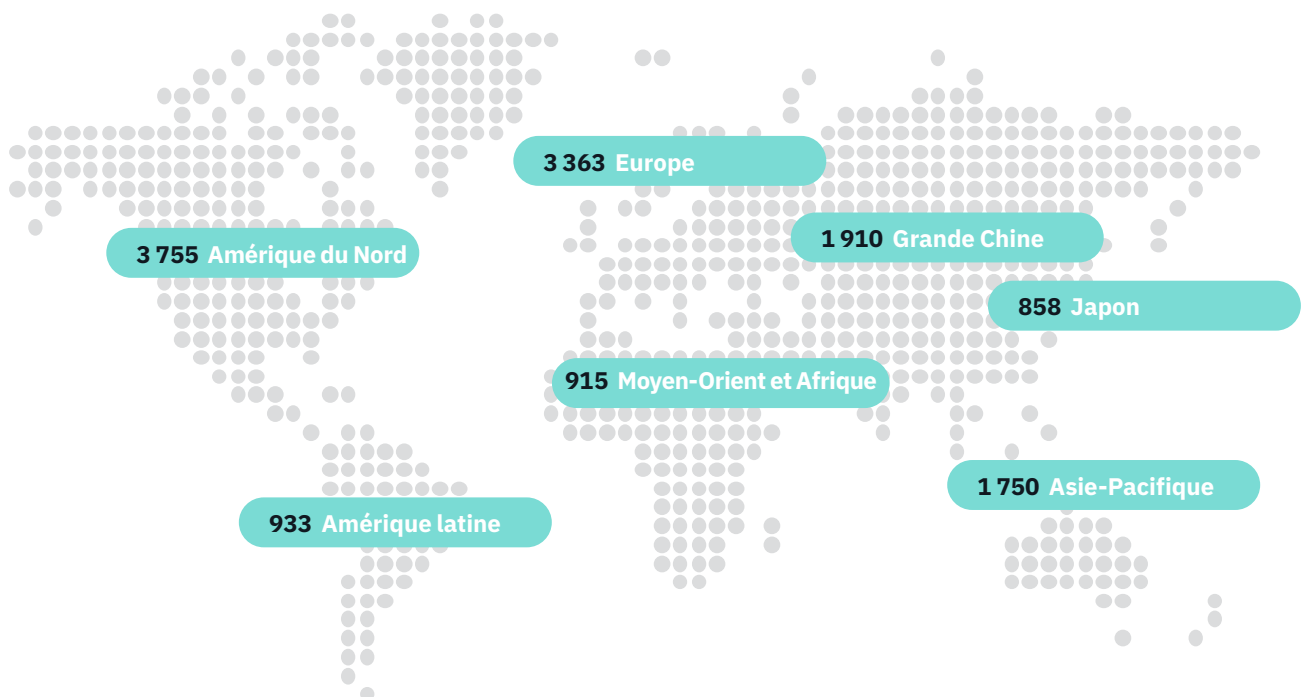 3 363 Europe
1 910 Grande Chine
3 755 Amérique du Nord
858 Japon
915 Moyen-Orient et Afrique
1 750 Asie-Pacifique
933 Amérique latine